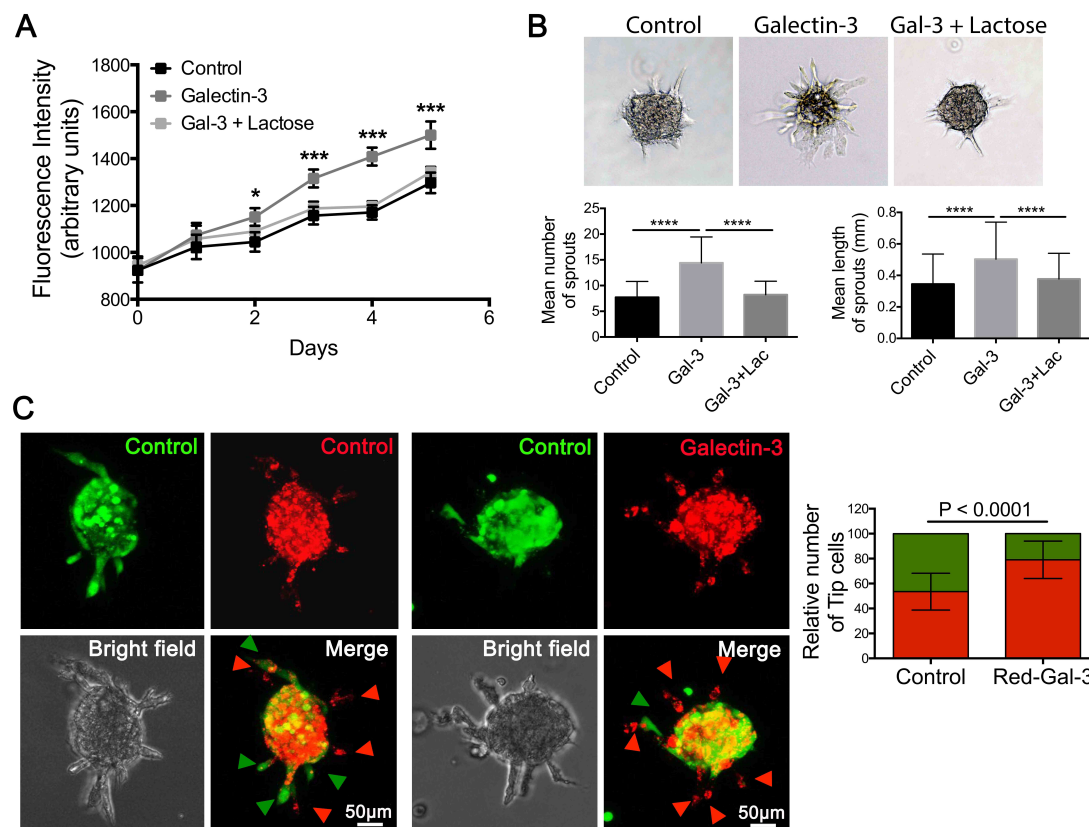 A
Fluorescence Intensity
(arbitrary units)
1800
1600
1400
1200
1000
800
Control
Galectin-3
Gal-3 + Lactose
*
***
***
***
0
2
4
6
Days
B
Control
Galectin-3
Gal-3 + Lactose
Mean number
of sprouts
25
20
15
10
5
0
****
****
Control
Gal-3
Gal-3+Lac
Mean length
of sprouts (mm)
0.8
0.6
0.4
0.2
0.0
****
****
Control
Gal-3
Gal-3+Lac
C
Control
Control
Control
Galectin-3
Bright field
Merge
50µm
Bright field
Merge
50µm
Relative number
of Tip cells
120
100
80
60
40
20
0
P < 0.0001
Control
Red-Gal-3